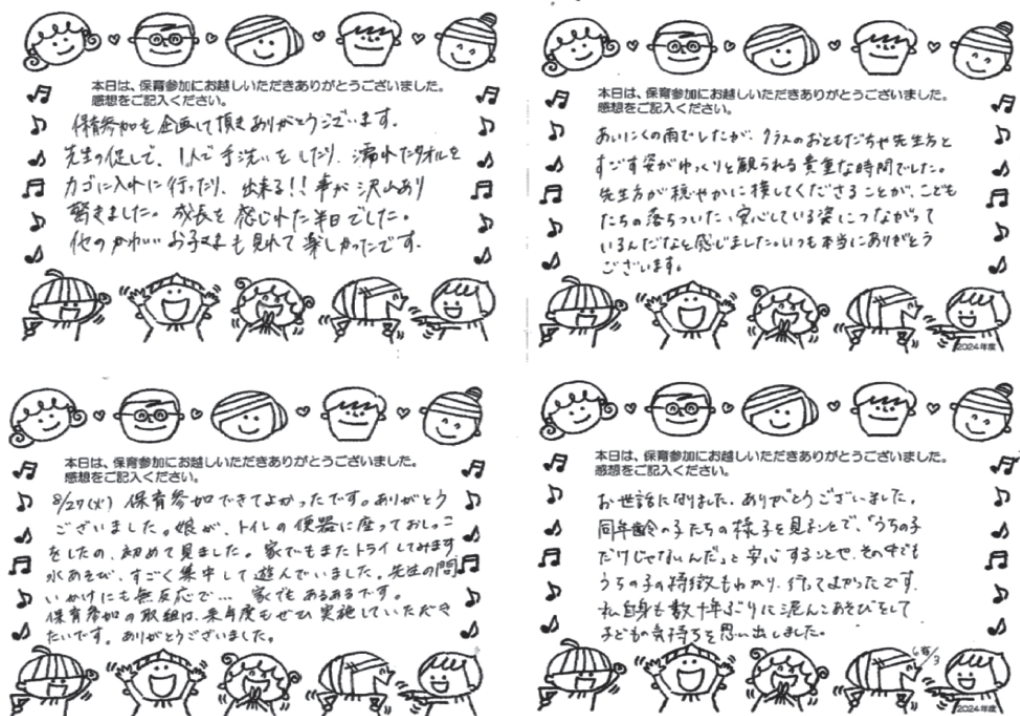 本日は、保育参加にお越しいただきありがとうございました。
感想をご記入ください。
保育参加を企画して頂きありがとうございます。
先生の促しで、1人で手洗いをしたり、濡れたタオルを
カゴに入れに行ったり、出来る!!事が沢山あり
驚きました。成長を感じれた半日でした。
他のかわいいお子さまも見れて楽しかったです。
本日は、保育参加にお越しいただきありがとうございました。
感想をご記入ください。
あいにくの雨でしたが、クラスのおともだちや先生方と
すごす姿がゆっくりと観られる貴重な時間でした。
先生方が穏やかに接してくださることが、こども
たちの落ちついた、安心している姿につながって
いるんだなと感じました。いつも本当にありがとう
ございます。
2024年度
本日は、保育参加にお越しいただきありがとうございました。
感想をご記入ください。
8/27(火) 保育参加できてよかったです。ありがとう
ございました。娘が、トイレの便器に座っておしっこ
をしたの、初めて見ました。家でもまたトライしてみます
水あそび、すごく集中して遊んでいました。先生の問
いかけにも無反応で… 家でもあるあるです。
保育参加の取組は、来年度もぜひ実施していただき
たいです。ありがとうございました。
本日は、保育参加にお越しいただきありがとうございました。
感想をご記入ください。
お世話になりました。ありがとうございました。
同年齢の子たちの様子を見ることで、「うちの子
だけじゃないんだ」と安心することや、その中でも
うちの子の特徴もわかり、行ってよかったです。
私自身も数十年ぶりに泥んこあそびをして
子どもの気持ちを思い出しました。
2024年度